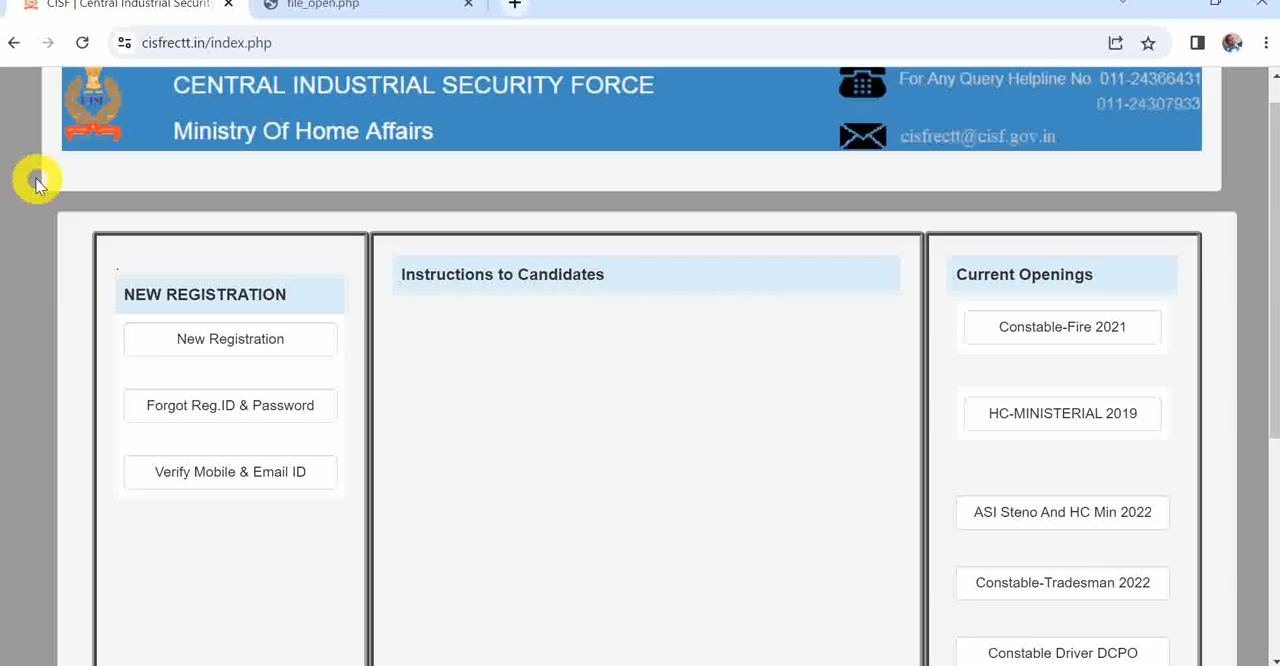 CISF | Central Industrial Securit
file_open.php
cisfrectt.in/index.php
CENTRAL INDUSTRIAL SECURITY FORCE
Ministry Of Home Affairs
For Any Query Helpline No 011-24366431
011-24307933
cisfrectt@cisf.gov.in
.
NEW REGISTRATION
New Registration
Forgot Reg.ID & Password
Verify Mobile & Email ID
Instructions to Candidates
Current Openings
Constable-Fire 2021
HC-MINISTERIAL 2019
ASI Steno And HC Min 2022
Constable-Tradesman 2022
Constable Driver DCPO